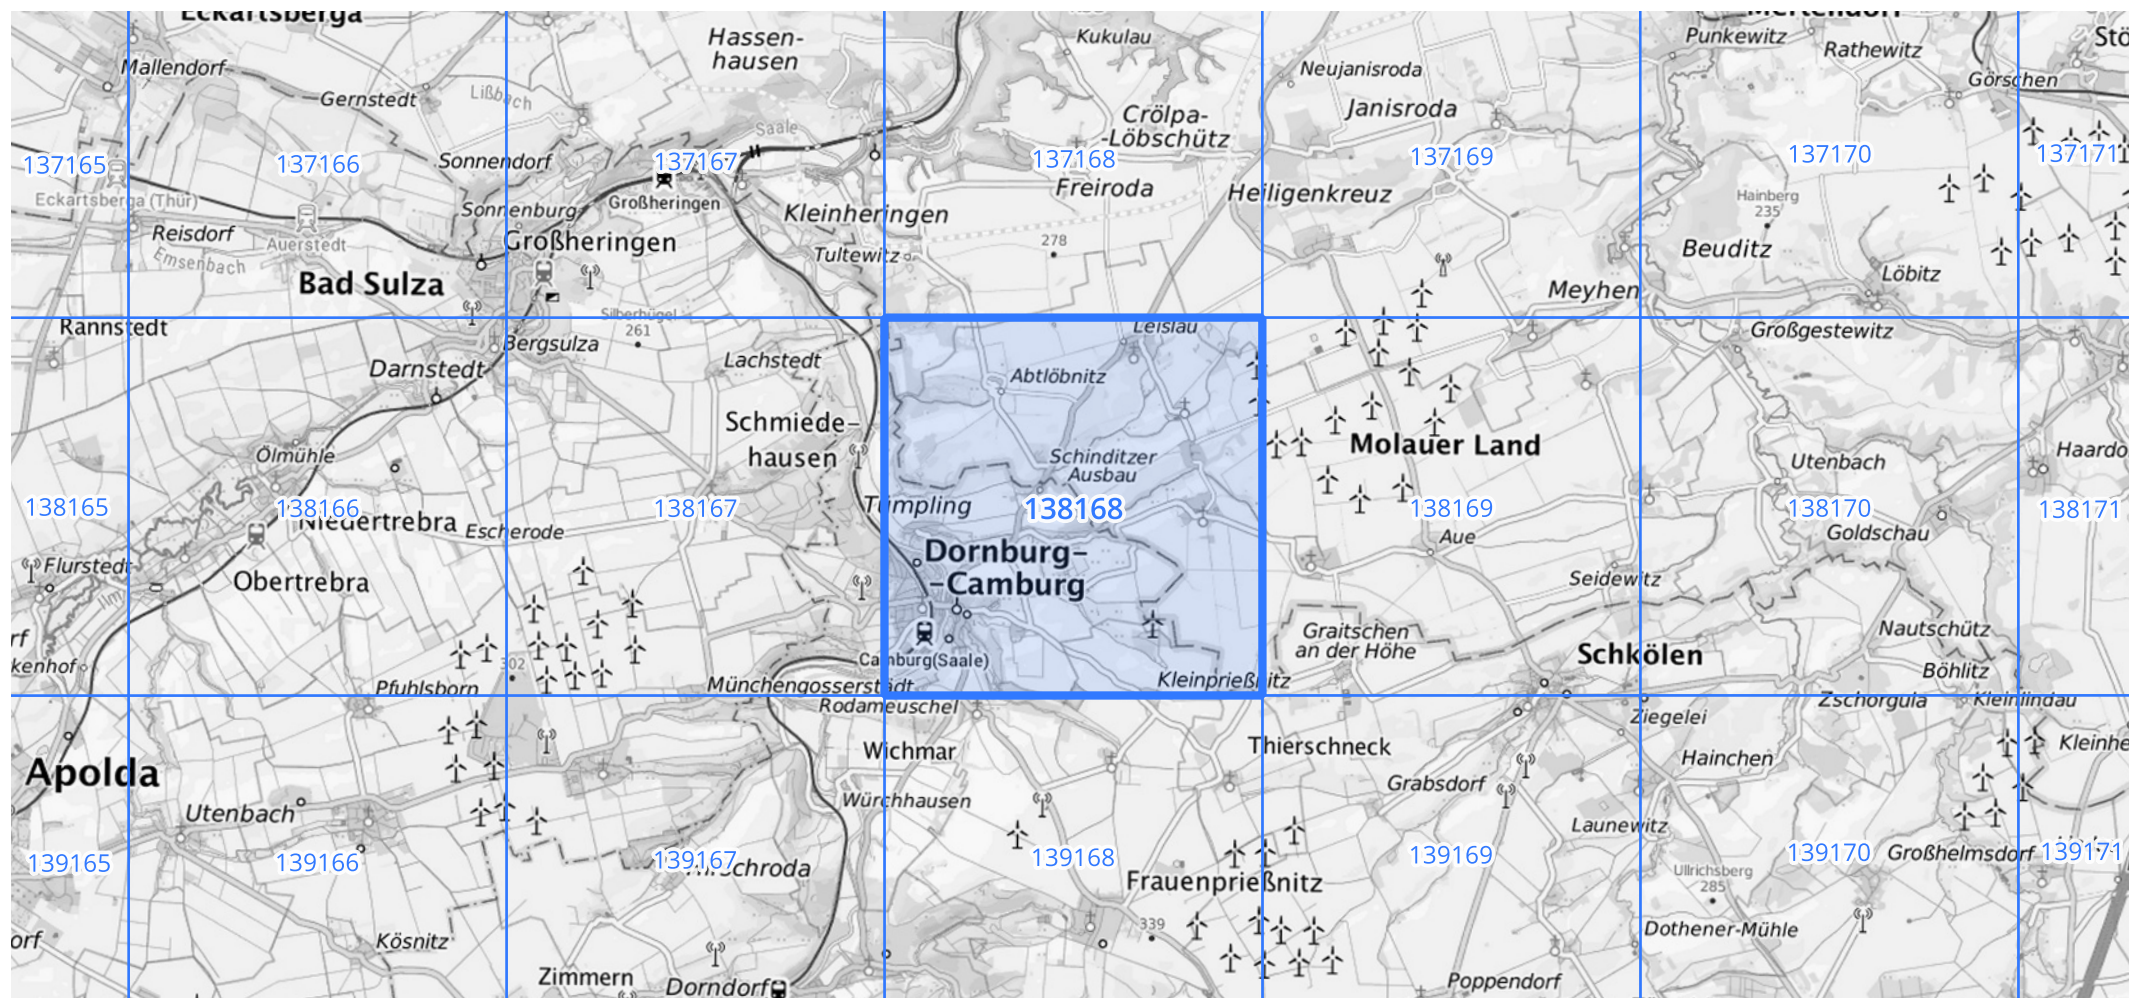 Eckartsberga
Hassen-
hausen
Kukulau
Mertendorf
Punkewitz
Rathewitz
Mallendorf
Gernstedt
Lißbach
Neujanisroda
Görschen
Janisroda
Crölpa-
-Löbschütz
Saale
137165
137166
Sonnendorf
137167
137168
137169
137170
137171
Eckartsberga (Thür)
Sonnenburg
Großheringen
Freiroda
Heiligenkreuz
Hainberg
235
Kleinheringen
Reisdorf
Auerstedt
Großheringen
278
Beuditz
Emsenbach
Tultewitz
Löbitz
Bad Sulza
Meyhen
Silberhügel
261
Rannstedt
Leislau
Großgestewitz
Bergsulza
Darnstedt
Lachstedt
Abtlöbnitz
Schmiede-
hausen
Molauer Land
Ölmühle
Schinditzer
Ausbau
Utenbach
138165
138166
138167
Tümpling
138168
138169
138170
138171
Niedertrebra
Escherode
Goldschau
Aue
Dornburg-
-Camburg
Flurstedt
Obertrebra
Seidewitz
Ilm
Graitschen
an der Höhe
Nautschütz
302
Camburg(Saale)
Schkölen
Böhlitz
Pfuhlsborn
Münchengosserstädt
Kleinprießnitz
Rodameuschel
Zschorgula
Kleinlindau
Ziegelei
Wichmar
Thierschneck
Hainchen
Apolda
Grabsdorf
Würchhausen
Utenbach
Launewitz
139165
139166
139167
139168
139169
139170
Großhelmsdorf
139171
Hirschroda
Frauenprießnitz
Ullrichsberg
285
339
Dothener-Mühle
Kösnitz
Zimmern
Dorndorf
Poppendorf